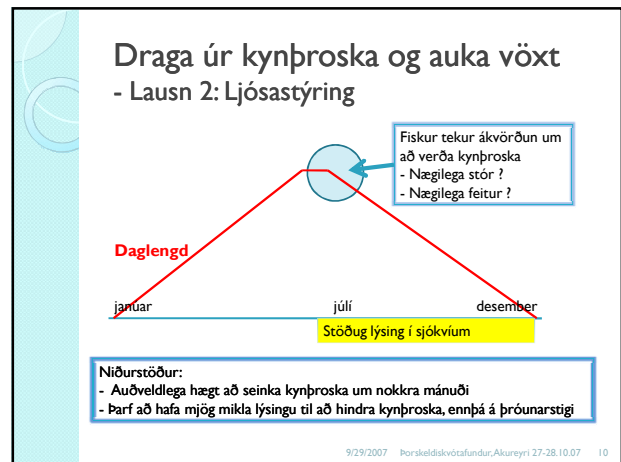 Draga úr kynþroska og auka vöxt
- Lausn 2: Ljósastýring
Fiskur tekur ákvörðun um
að verða kynþroska
- Nægilega stór ?
- Nægilega feitur ?
Daglengd
januar
júlí
desember
Stöðug lýsing í sjókvíum
Niðurstöður:
- Auðveldlega hægt að seinka kynþroska um nokkra mánuði
- Þarf að hafa mjög mikla lýsingu til að hindra kynþroska, ennþá á þróunarstigi
9/29/2007 Þorskeldiskvótafundur, Akureyri 27-28.10.07 10